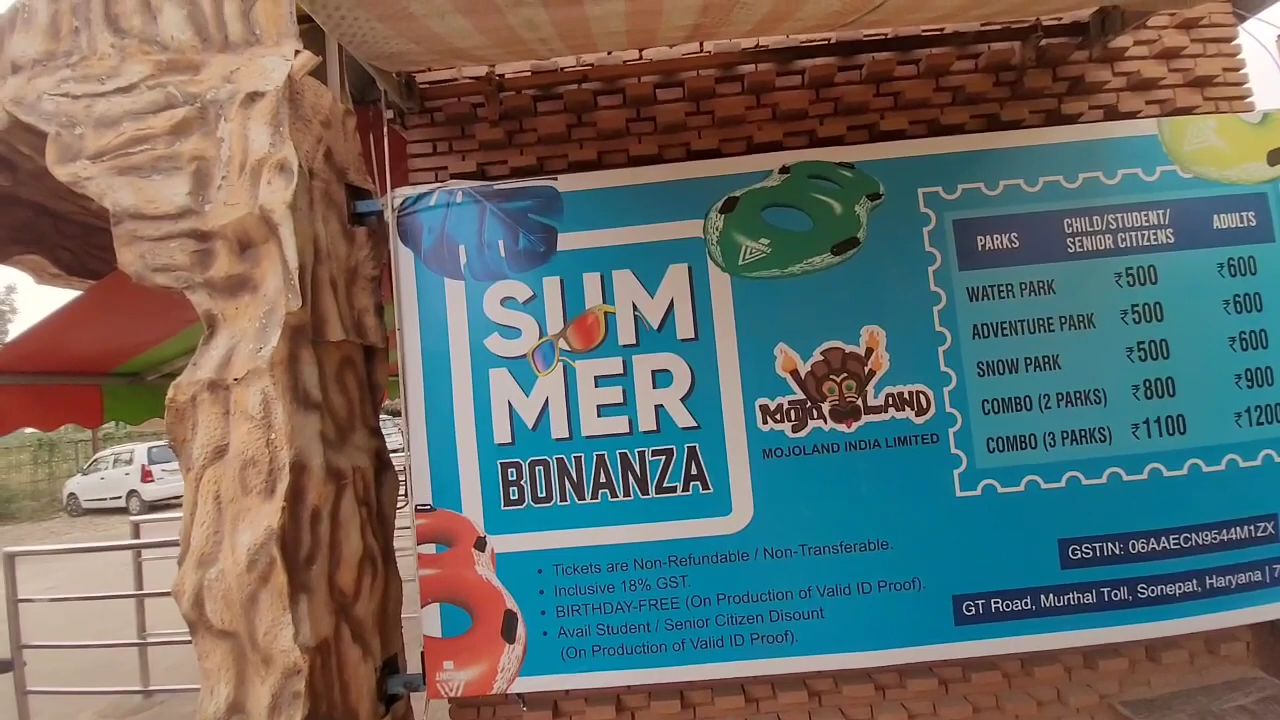 SUM
MER
BONANZA
MOJO LAND
MOJOLAND INDIA LIMITED
PARKS CHILD/STUDENT/ SENIOR CITIZENS ADULTS
WATER PARK ₹500 ₹600
ADVENTURE PARK ₹500 ₹600
SNOW PARK ₹500 ₹600
COMBO (2 PARKS) ₹800 ₹900
COMBO (3 PARKS) ₹1100 ₹1200
• Tickets are Non-Refundable / Non-Transferable.
• Inclusive 18% GST.
• BIRTHDAY-FREE (On Production of Valid ID Proof).
• Avail Student / Senior Citizen Disount
(On Production of Valid ID Proof).
GSTIN: 06AAECN9544M1ZX
GT Road, Murthal Toll, Sonepat, Haryana | 7